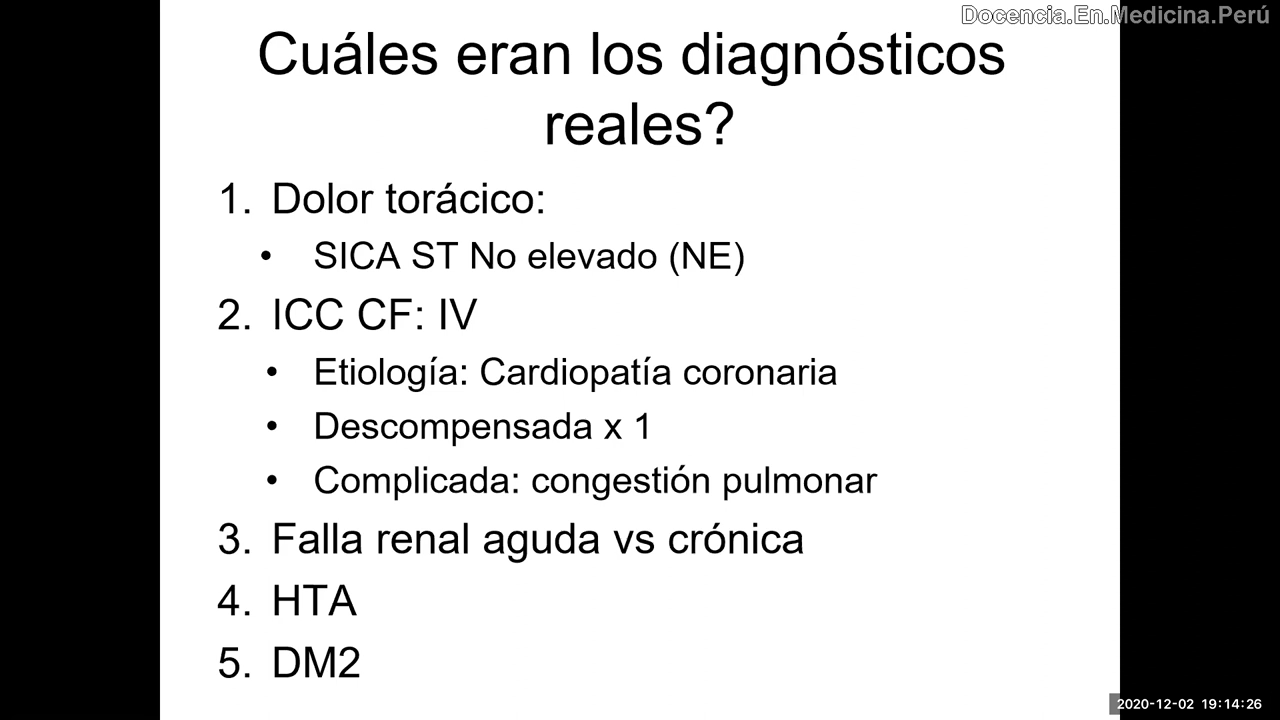 Docencia.En.Medicina.Perú
Cuáles eran los diagnósticos
reales?
1. Dolor torácico:
• SICA ST No elevado (NE)
2. ICC CF: IV
• Etiología: Cardiopatía coronaria
• Descompensada x 1
• Complicada: congestión pulmonar
3. Falla renal aguda vs crónica
4. HTA
5. DM2
2020-12-02 19:14:26